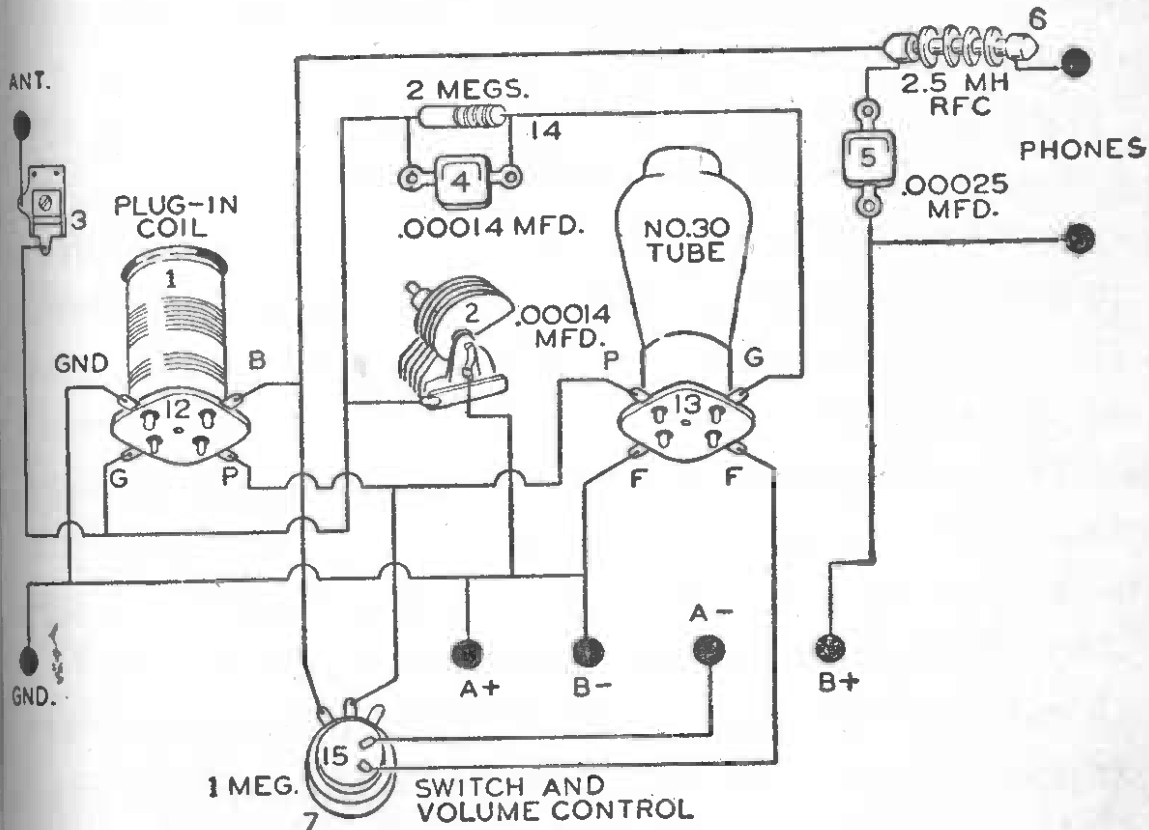 6
ANT.
2 MEGS.
2.5 MH
RFC
14
3
PLUG-IN
COIL
4
5
PHONES
.00025
MFD.
1
.00014 MFD.
NO.30
TUBE
2
.00014
MFD.
GND
B
P
G
12
13
G
P
F
F
A-
GND.
A+
B-
B+
15
1 MEG.
SWITCH AND
VOLUME CONTROL
7